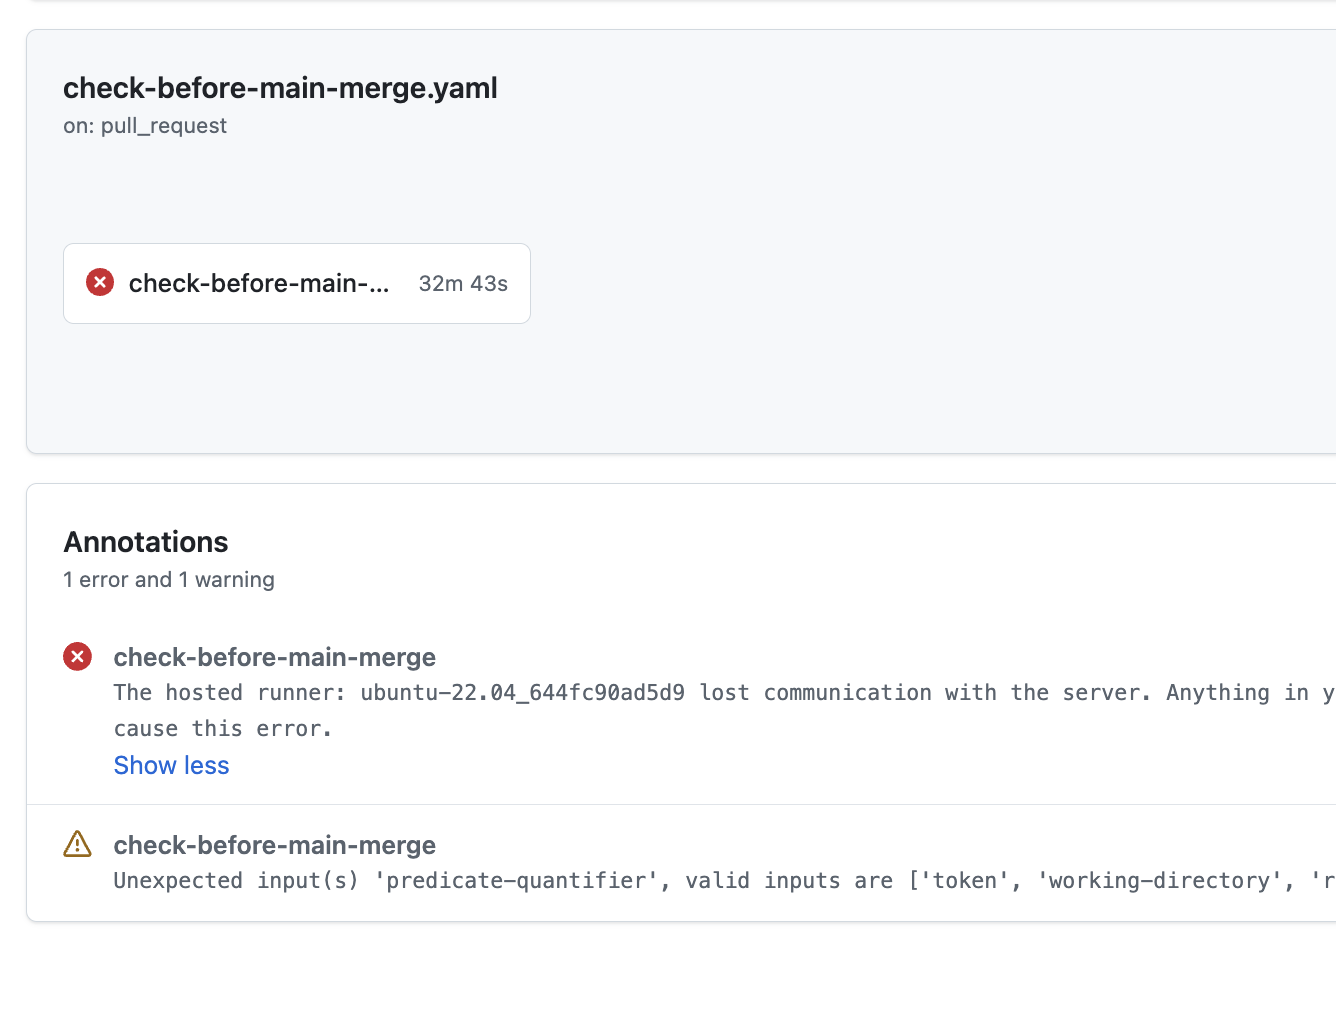 check-before-main-merge.yaml
on: pull_request
check-before-main-... 32m 43s
Annotations
1 error and 1 warning
check-before-main-merge
The hosted runner: ubuntu-22.04_644fc90ad5d9 lost communication with the server. Anything in y
cause this error.
Show less
check-before-main-merge
Unexpected input(s) 'predicate-quantifier', valid inputs are ['token', 'working-directory', 'r